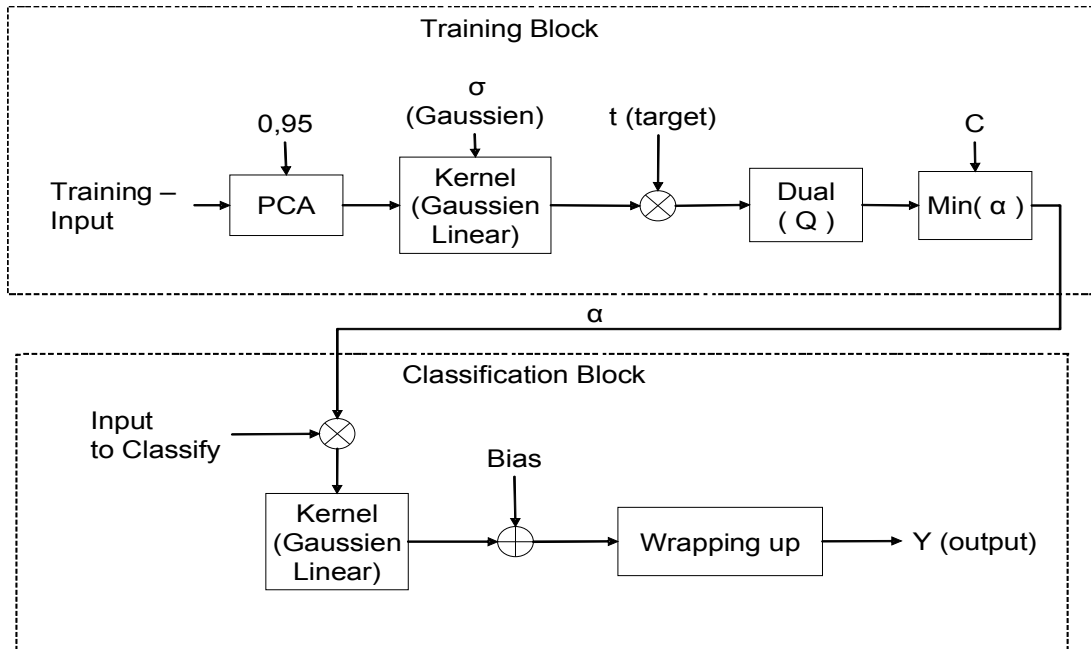 Training Block
σ
(Gaussien)
0,95
t (target)
C
Training –
Input
PCA
Kernel
(Gaussien
Linear)
Dual
( Q )
Min( α )
α
Classification Block
Input
to Classify
Bias
Kernel
(Gaussien
Linear)
Wrapping up
Y (output)